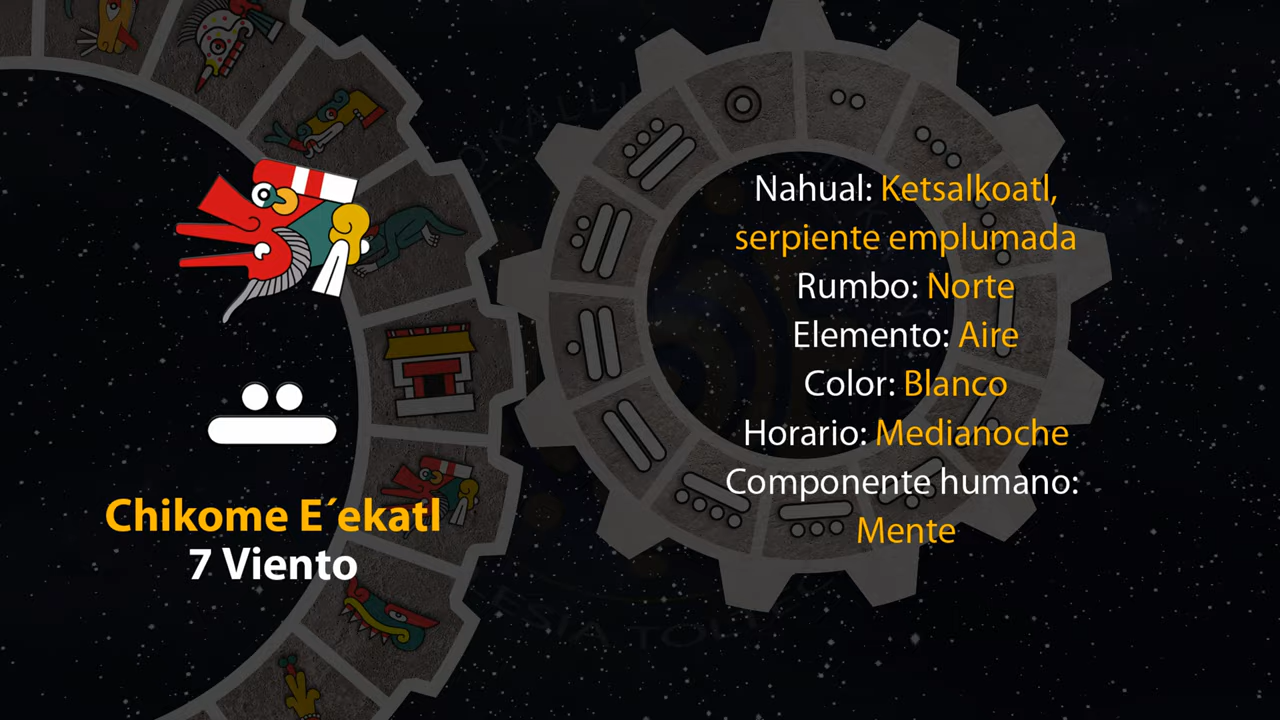 Chikome E´ekatl
7 Viento
Nahual: Ketsalkoatl,
serpiente emplumada
Rumbo: Norte
Elemento: Aire
Color: Blanco
Horario: Medianoche
Componente humano:
Mente